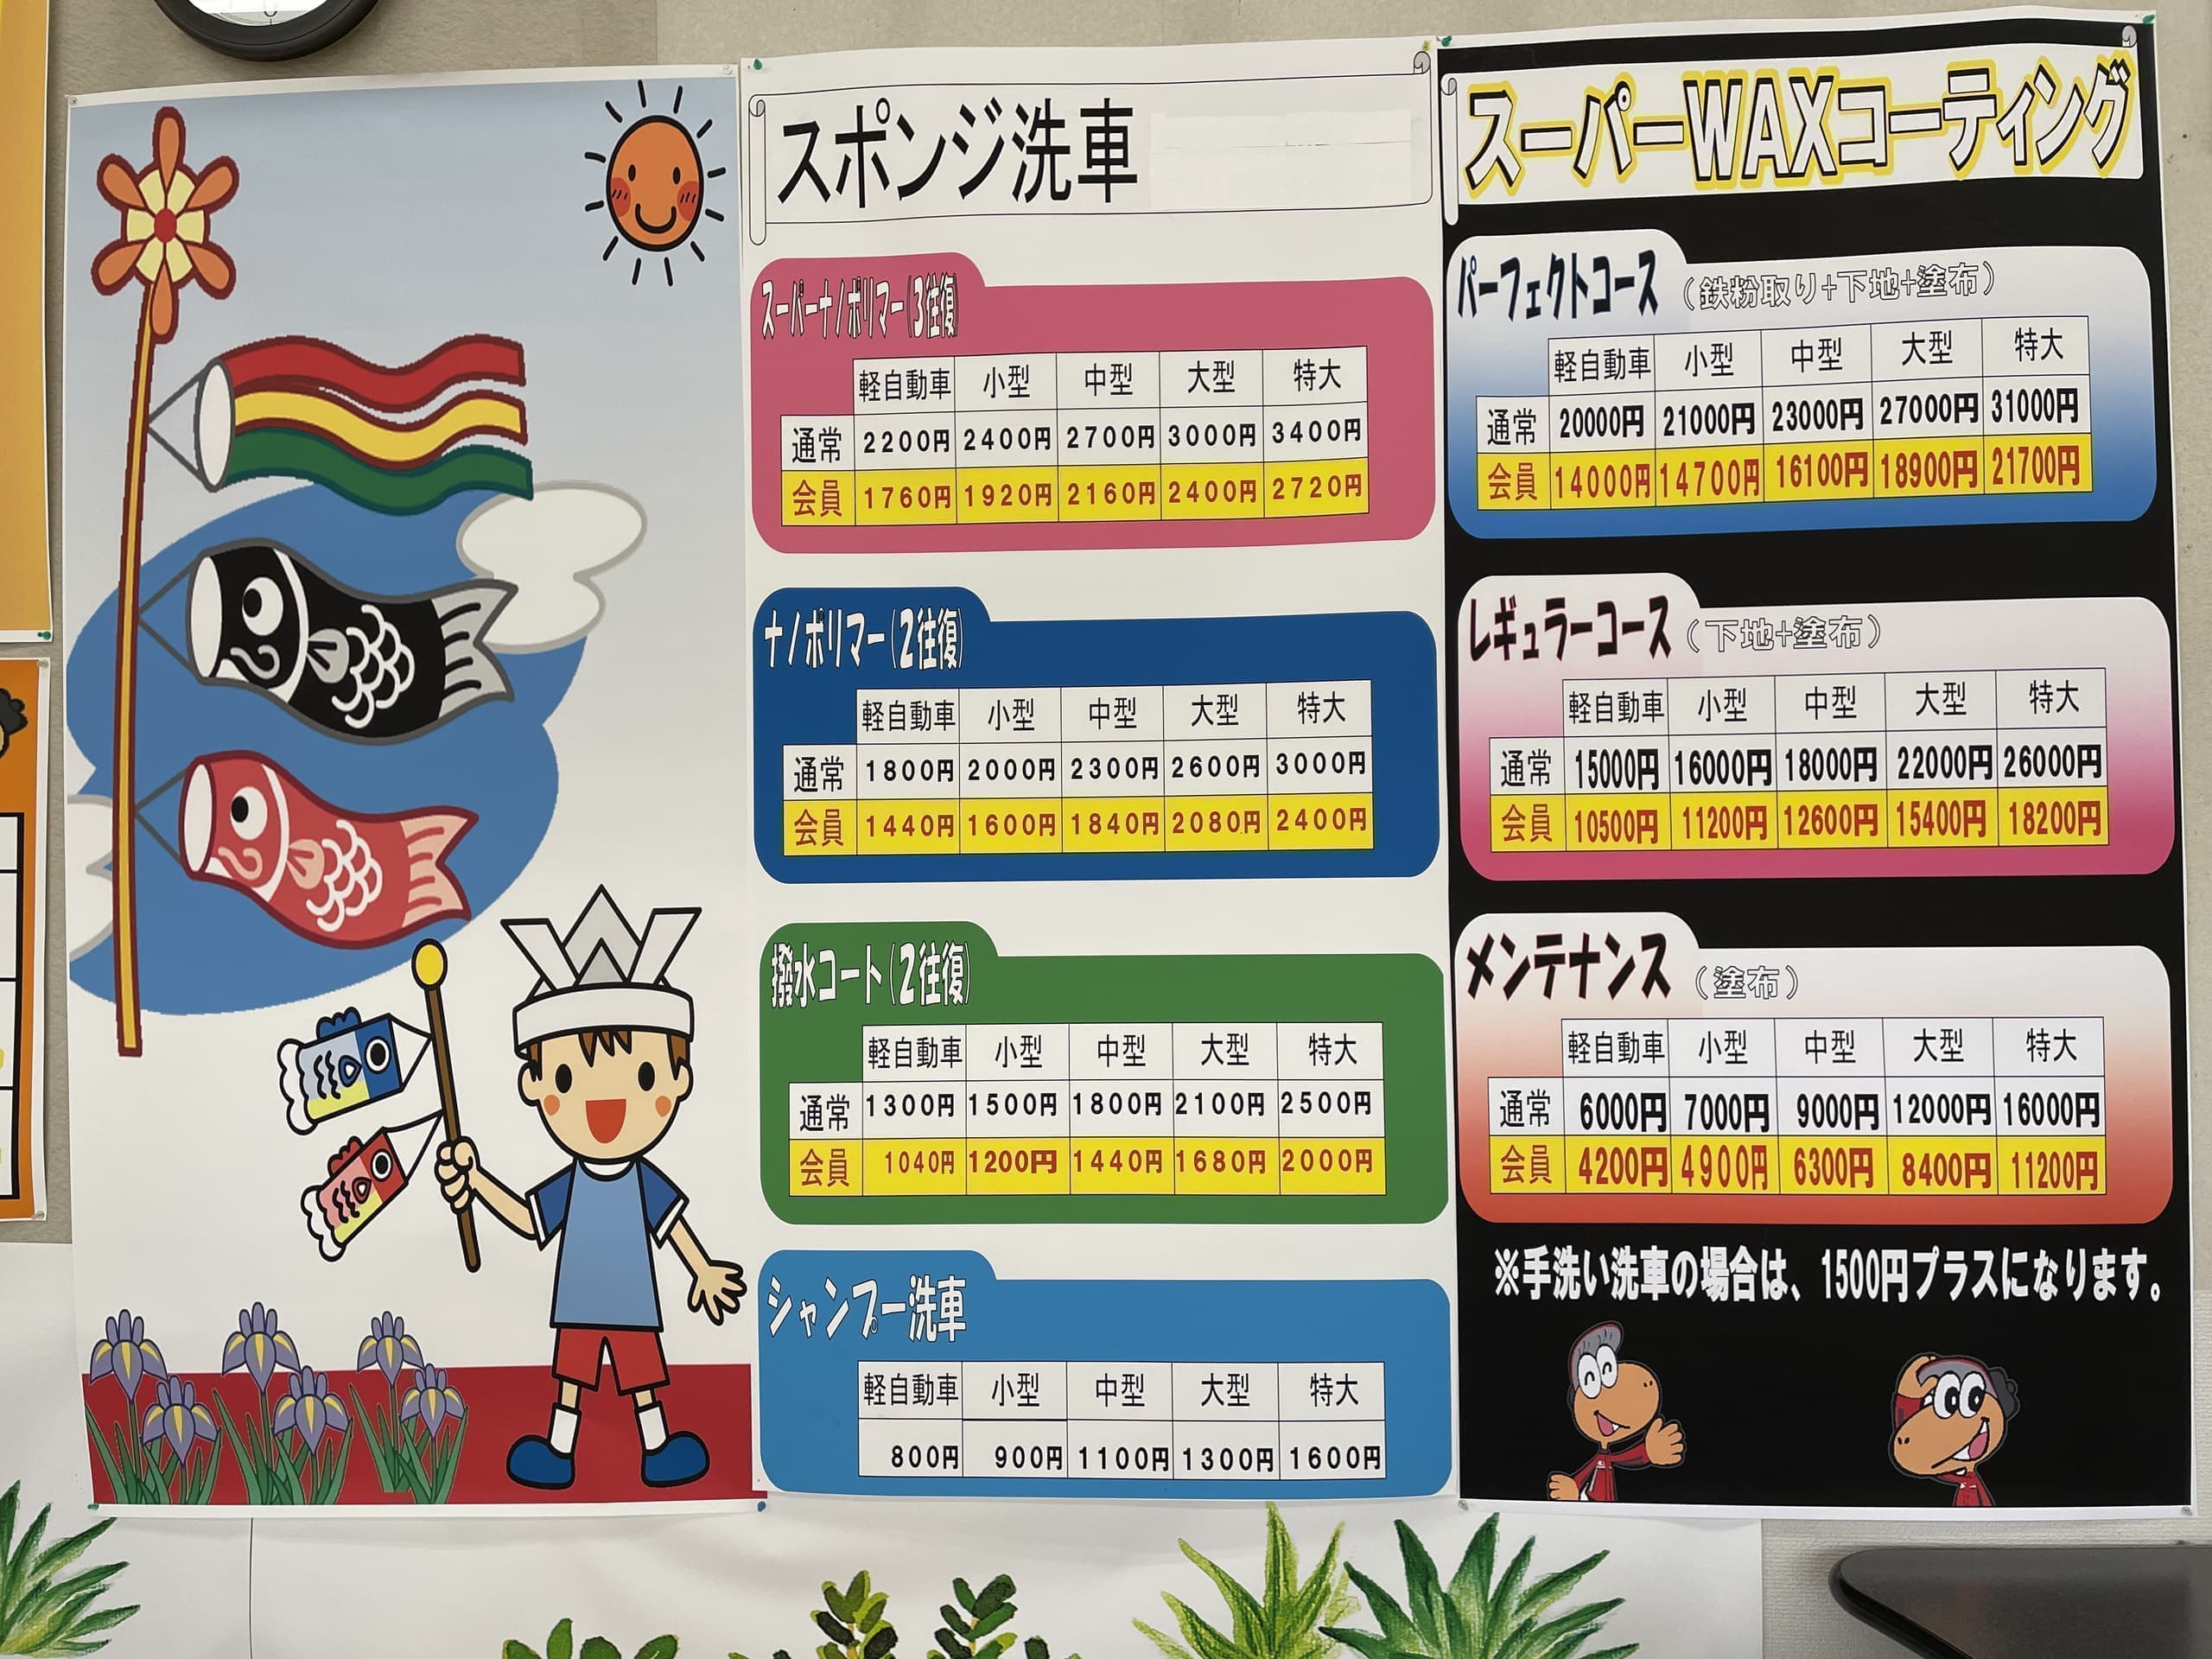 スポンジ洗車
スーパーナノポリマー(3往復)
軽自動車 小型 中型 大型 特大
通常 2200円 2400円 2700円 3000円 3400円
会員 1760円 1920円 2160円 2400円 2720円
ナノポリマー(2往復)
軽自動車 小型 中型 大型 特大
通常 1800円 2000円 2300円 2600円 3000円
会員 1440円 1600円 1840円 2080円 2400円
撥水コート(2往復)
軽自動車 小型 中型 大型 特大
通常 1300円 1500円 1800円 2100円 2500円
会員 1040円 1200円 1440円 1680円 2000円
シャンプー洗車
軽自動車 小型 中型 大型 特大
800円 900円 1100円 1300円 1600円
スーパーWAXコーティング
パーフェクトコース (鉄粉取り+下地+塗布)
軽自動車 小型 中型 大型 特大
通常 20000円 21000円 23000円 27000円 31000円
会員 14000円 14700円 16100円 18900円 21700円
レギュラーコース (下地+塗布)
軽自動車 小型 中型 大型 特大
通常 15000円 16000円 18000円 22000円 26000円
会員 10500円 11200円 12600円 15400円 18200円
メンテナンス (塗布)
軽自動車 小型 中型 大型 特大
通常 6000円 7000円 9000円 12000円 16000円
会員 4200円 4900円 6300円 8400円 11200円
※手洗い洗車の場合は、1500円プラスになります。